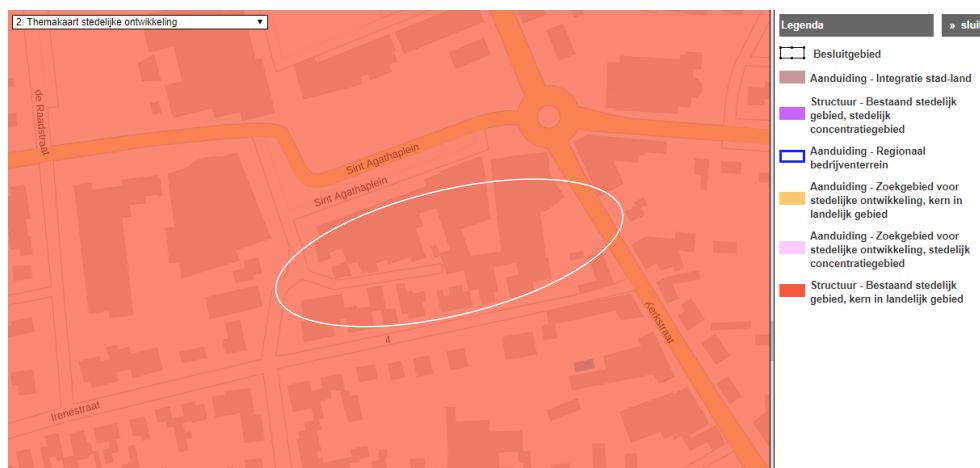 2: Themakaart stedelijke ontwikkeling
de Raadstraat
Sint Agathaplein
Sint Agathaplein
Kerkstraat
4
Irenestraat
Legenda
» sluit
Besluitgebied
Aanduiding - Integratie stad-land
Structuur - Bestaand stedelijk
gebied, stedelijk
concentratiegebied
Aanduiding - Regionaal
bedrijventerrein
Aanduiding - Zoekgebied voor
stedelijke ontwikkeling, kern in
landelijk gebied
Aanduiding - Zoekgebied voor
stedelijke ontwikkeling, stedelijk
concentratiegebied
Structuur - Bestaand stedelijk
gebied, kern in landelijk gebied